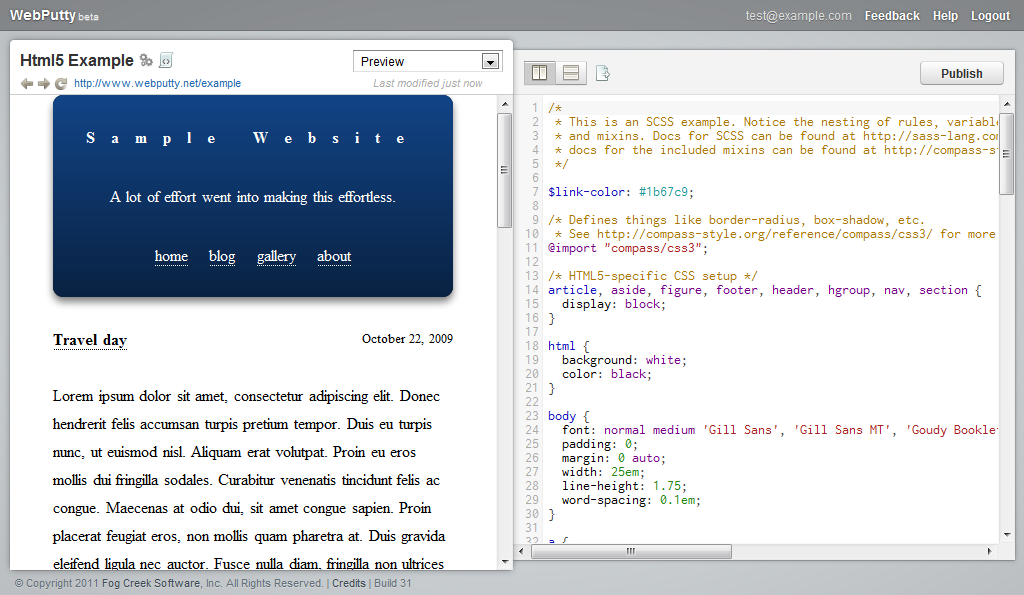 WebPutty beta
test@example.com Feedback Help Logout
Html5 Example
Preview
http://www.webputty.net/example
Last modified just now
Publish
Sample Website
A lot of effort went into making this effortless.
home blog gallery about
Travel day
October 22, 2009
Lorem ipsum dolor sit amet, consectetur adipiscing elit. Donec
hendrerit felis accumsan turpis pretium tempor. Duis eu turpis
nunc, ut euismod nisl. Aliquam erat volutpat. Proin eu eros
mollis dui fringilla sodales. Curabitur venenatis tincidunt felis ac
congue. Maecenas at odio dui, sit amet congue sapien. Proin
placerat feugiat eros, non mollis quam pharetra at. Duis gravida
eleifend ligula nec auctor. Fusce nulla diam, fringilla non ultrices
1 /*
2 * This is an SCSS example. Notice the nesting of rules, variable
3 * and mixins. Docs for SCSS can be found at http://sass-lang.con
4 * docs for the included mixins can be found at http://compass-st
5 */
6
7 $link-color: #1b67c9;
8
9 /* Defines things like border-radius, box-shadow, etc.
10 * See http://compass-style.org/reference/compass/css3/ for more
11 @import "compass/css3";
12
13 /* HTML5-specific CSS setup */
14 article, aside, figure, footer, header, hgroup, nav, section {
15 display: block;
16 }
17
18 html {
19 background: white;
20 color: black;
21 }
22
23 body {
24 font: normal medium 'Gill Sans', 'Gill Sans MT', 'Goudy Booklet
25 padding: 0;
26 margin: 0 auto;
27 width: 25em;
28 line-height: 1.75;
29 word-spacing: 0.1em;
30 }
31
32 a {
© Copyright 2011 Fog Creek Software, Inc. All Rights Reserved. | Credits | Build 31